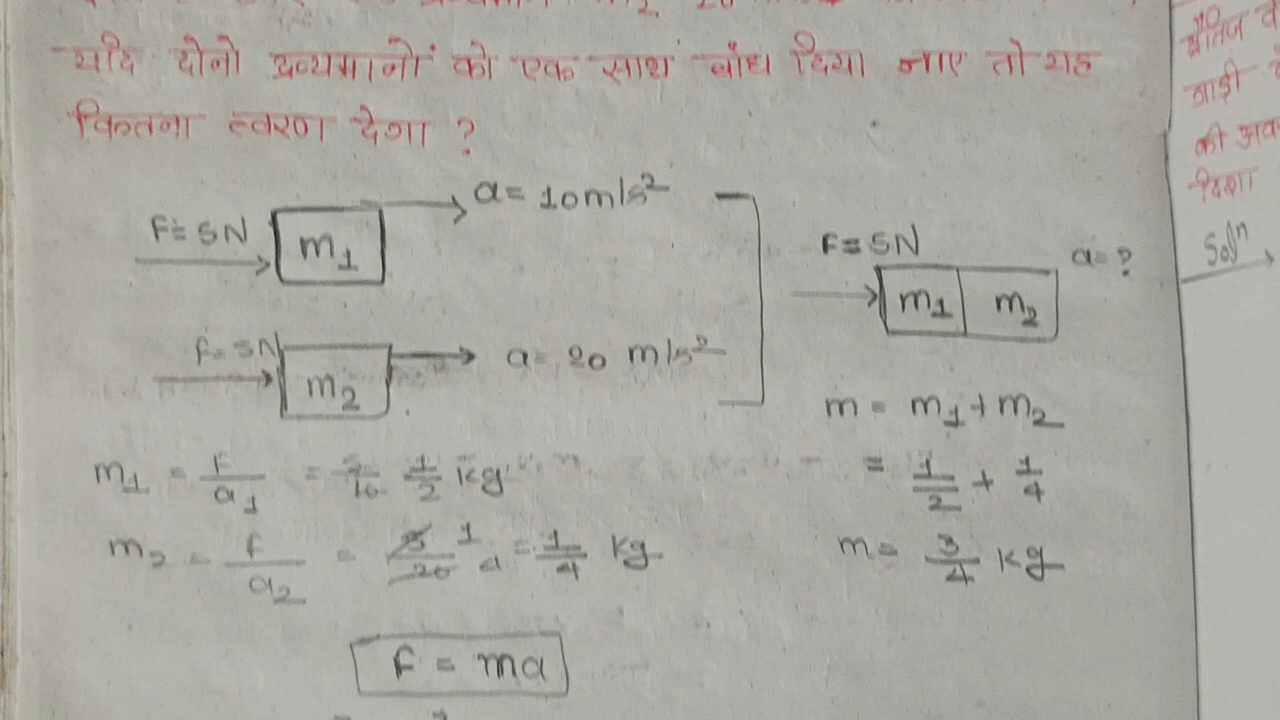 यदि दोनो द्रव्यमानों को एक साथ बाँध दिया जाए तो यह
कितना त्वरण देगा ?
F = 5N
m1
a = 10 m/s²
F = 5N
m2
a = 20 m/s²
F = 5N
m1 m2
a = ?
m1 = F/a1 = 5/10 1/2 kg
m2 = F/a2 = 5/20 1 4 = 1/4 kg
m = m1 + m2
= 1/2 + 1/4
m = 3/4 kg
F = ma
गाड़ी
की
दिशा
Solⁿ